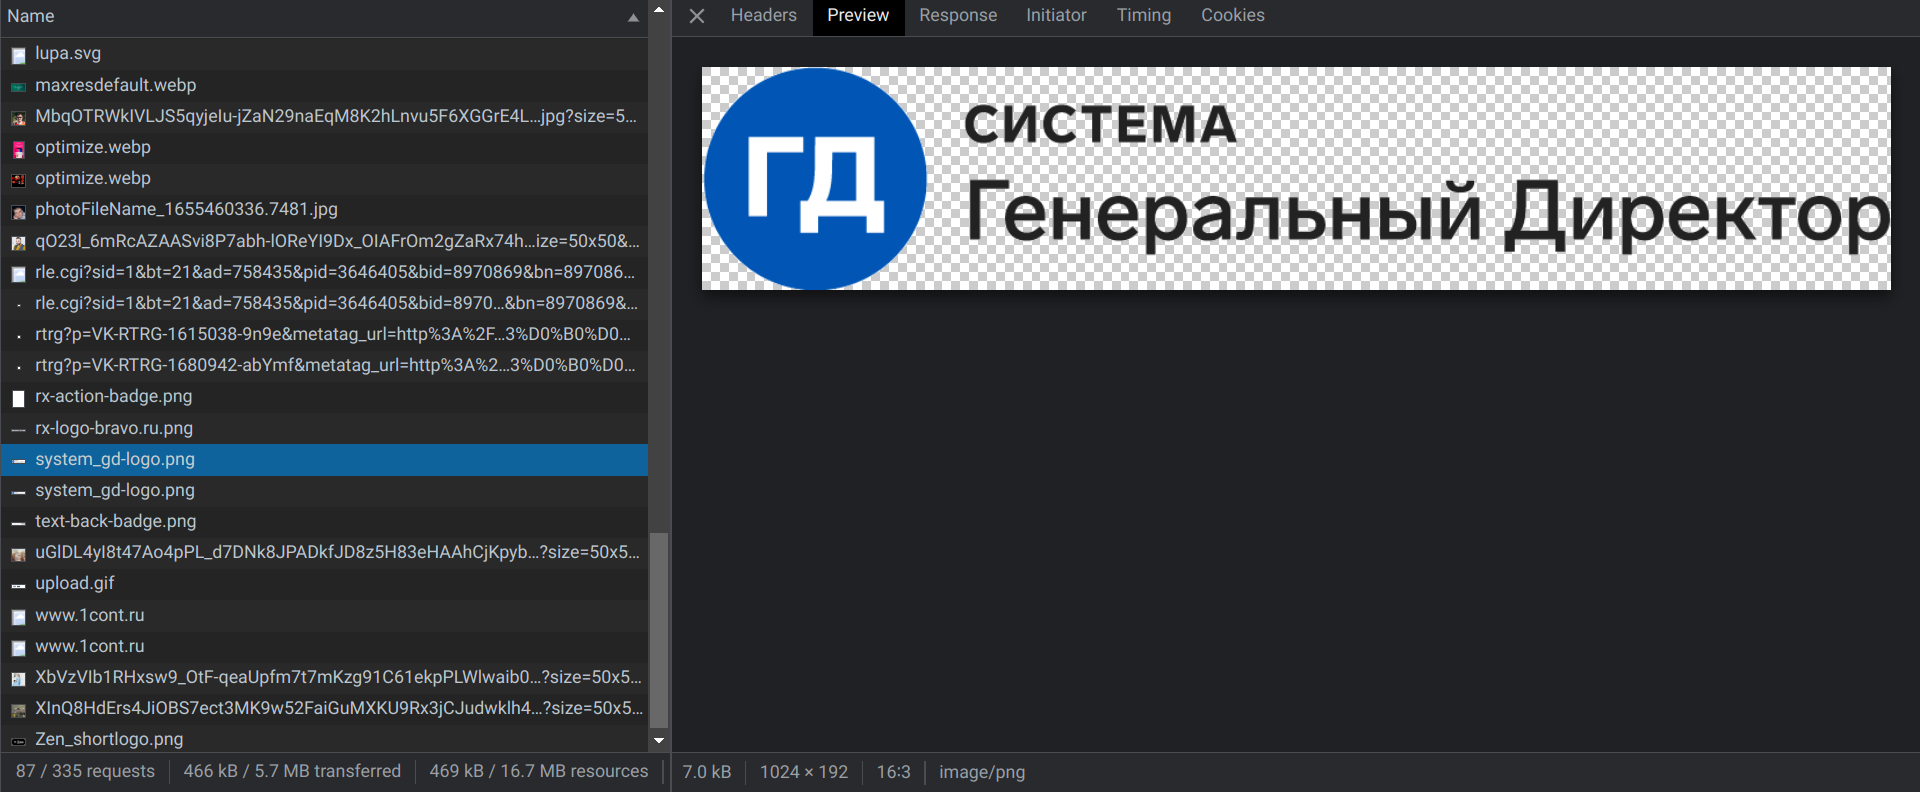 Name
lupa.svg
maxresdefault.webp
MbqOTRWkIVLJS5qyjeIu-jZaN29naEqM8K2hLnvu5F6XGGrE4L…jpg?size=5…
optimize.webp
optimize.webp
photoFileName_1655460336.7481.jpg
qO23l_6mRcAZAASvi8P7abh-lOReYI9Dx_OIAFrOm2gZaRx74h…ize=50x50&…
rle.cgi?sid=1&bt=21&ad=758435&pid=3646405&bid=8970869&bn=897086…
rle.cgi?sid=1&bt=21&ad=758435&pid=3646405&bid=8970…&bn=8970869&…
rtrg?p=VK-RTRG-1615038-9n9e&metatag_url=http%3A%2F…3%D0%B0%D0…
rtrg?p=VK-RTRG-1680942-abYmf&metatag_url=http%3A%2…3%D0%B0%D0…
rx-action-badge.png
rx-logo-bravo.ru.png
system_gd-logo.png
system_gd-logo.png
text-back-badge.png
uGlDL4yI8t47Ao4pPL_d7DNk8JPADkfJD8z5H83eHAAhCjKpyb…?size=50x5…
upload.gif
www.1cont.ru
www.1cont.ru
XbVzVIb1RHxsw9_OtF-qeaUpfm7t7mKzg91C61ekpPLWlwaib0…?size=50x5…
XInQ8HdErs4JiOBS7ect3MK9w52FaiGuMXKU9Rx3jCJudwklh4…?size=50x5…
Zen_shortlogo.png
87 / 335 requests 466 kB / 5.7 MB transferred 469 kB / 16.7 MB resources
Headers Preview Response Initiator Timing Cookies
ГД
СИСТЕМА
Генеральный Директор
7.0 kB 1024 × 192 16:3 image/png